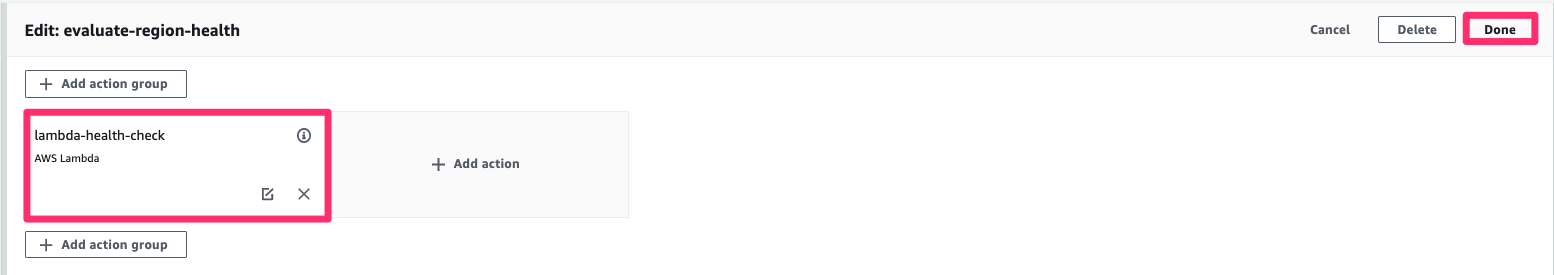 Edit: evaluate-region-health
Cancel
Delete
Done
Add action group
lambda-health-check
AWS Lambda
Add action
Add action group